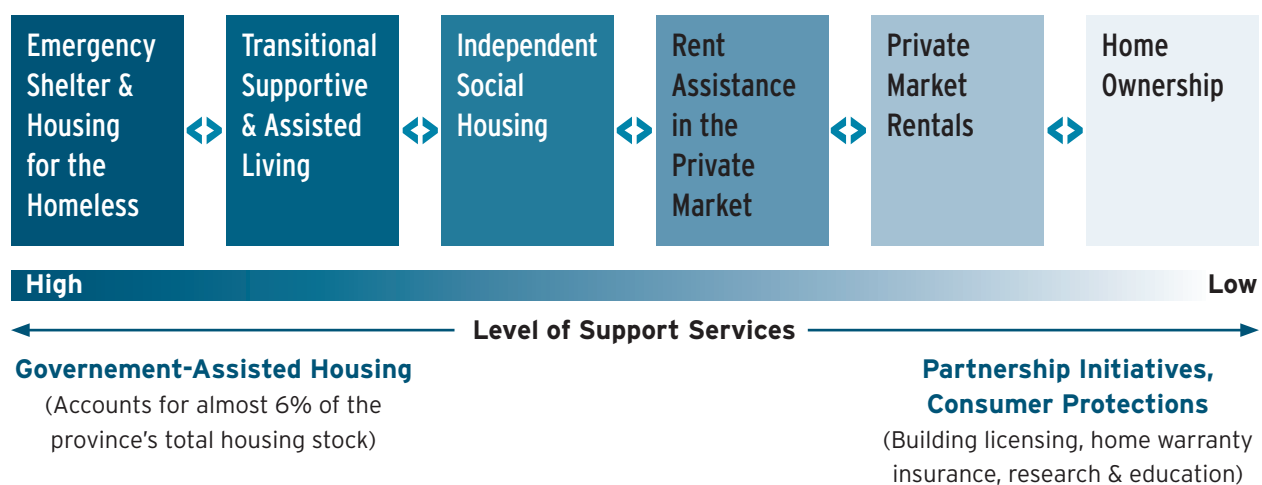 Emergency
Shelter &
Housing
for the
Homeless
<>
Transitional
Supportive
& Assisted
Living
<>
Independent
Social
Housing
<>
Rent
Assistance
in the
Private
Market
<>
Private
Market
Rentals
<>
Home
Ownership
High
Low
Level of Support Services
Governement-Assisted Housing
(Accounts for almost 6% of the
province's total housing stock)
Partnership Initiatives,
Consumer Protections
(Building licensing, home warranty
insurance, research & education)